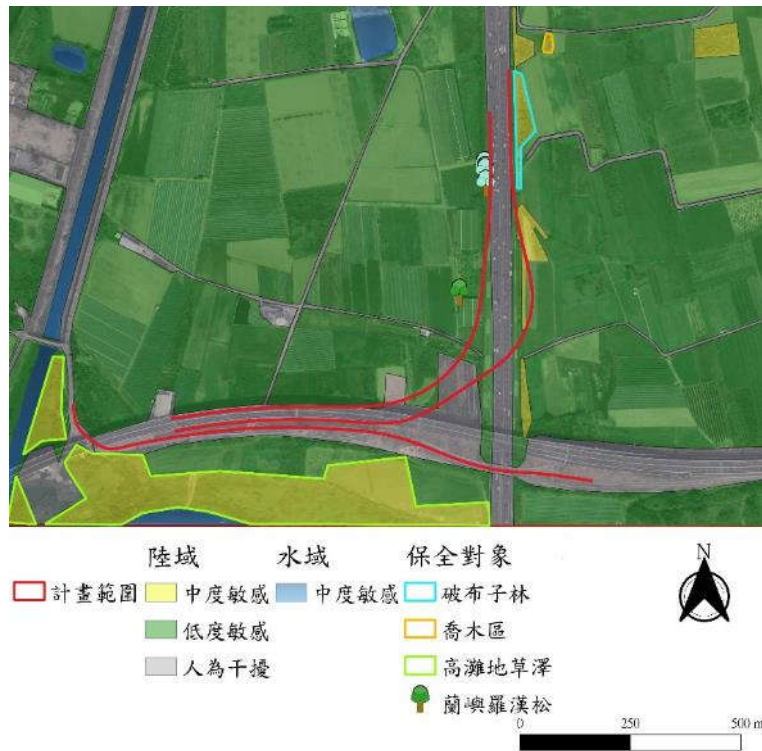 陸域 水域 保全對象 N
計畫範圍 中度敏感 中度敏感 破布子林
低度敏感 喬木區
人為干擾 高灘地草澤
蘭嶼羅漢松
0 250 500 m